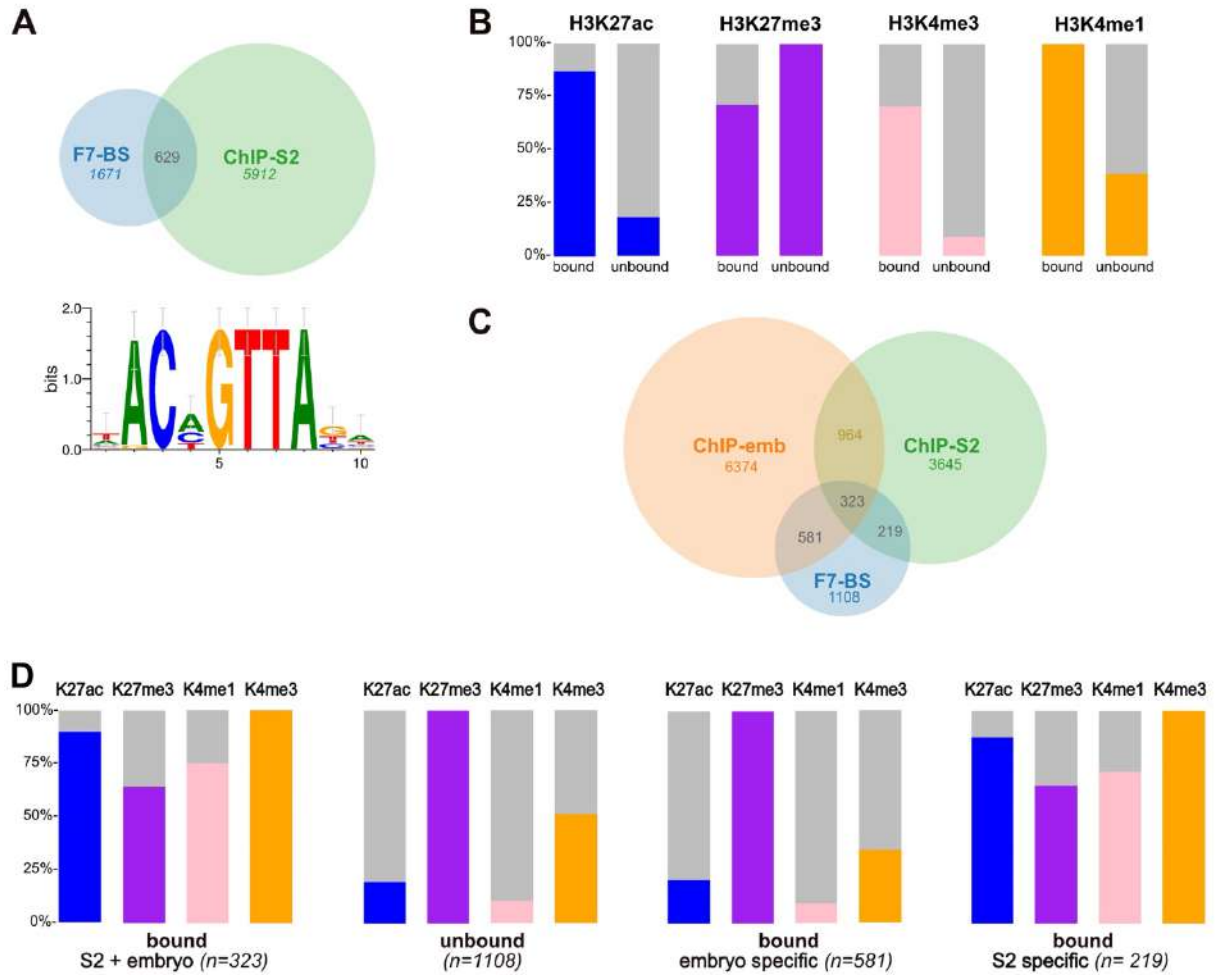 A
F7-BS
1671
629
ChIP-S2
5912
2.0
1.0
0.0
bits
ACAGTTA
5
10
B
H3K27ac H3K27me3 H3K4me3 H3K4me1
100%
75%
50%
25%
0%
bound unbound bound unbound bound unbound bound unbound
C
ChIP-emb
6374
964
ChIP-S2
3645
323
581
219
F7-BS
1108
D
K27ac K27me3 K4me1 K4me3 K27ac K27me3 K4me1 K4me3 K27ac K27me3 K4me1 K4me3 K27ac K27me3 K4me1 K4me3
100%
75%
50%
25%
0%
bound
S2 + embryo (n=323)
unbound
(n=1108)
bound
embryo specific (n=581)
bound
S2 specific (n= 219)